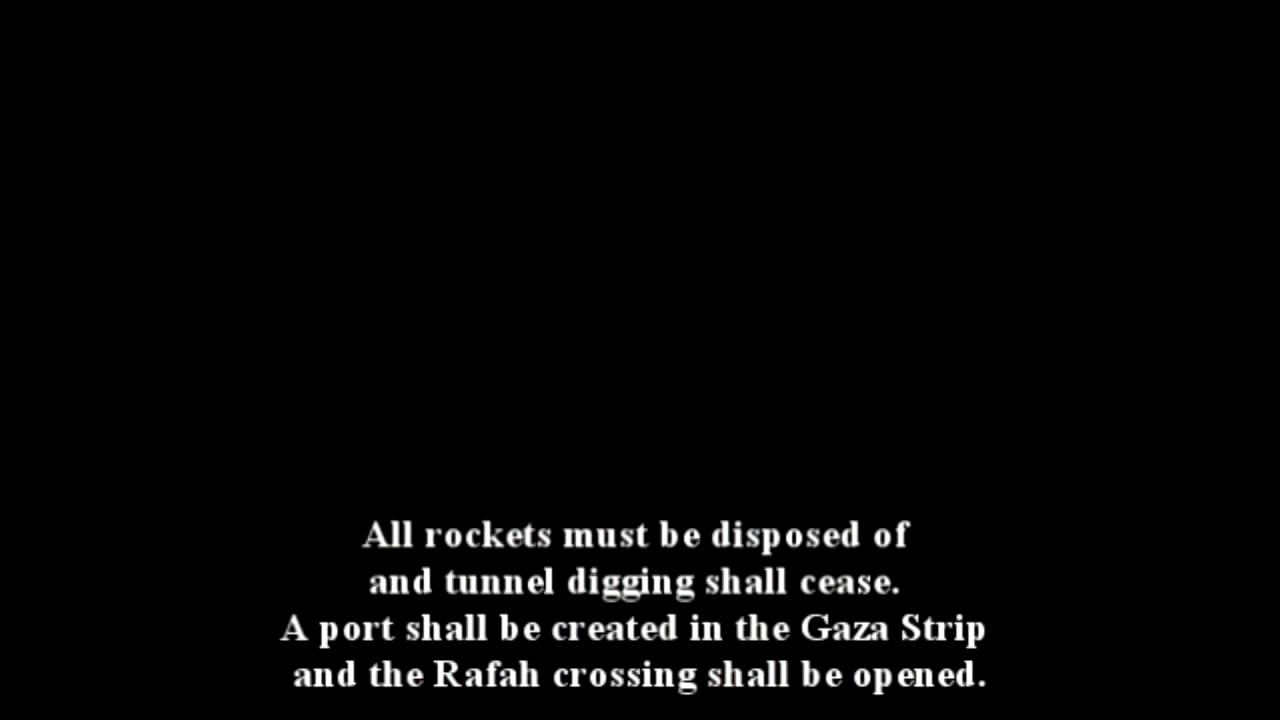 All rockets must be disposed of
and tunnel digging shall cease.
A port shall be created in the Gaza Strip
and the Rafah crossing shall be opened.